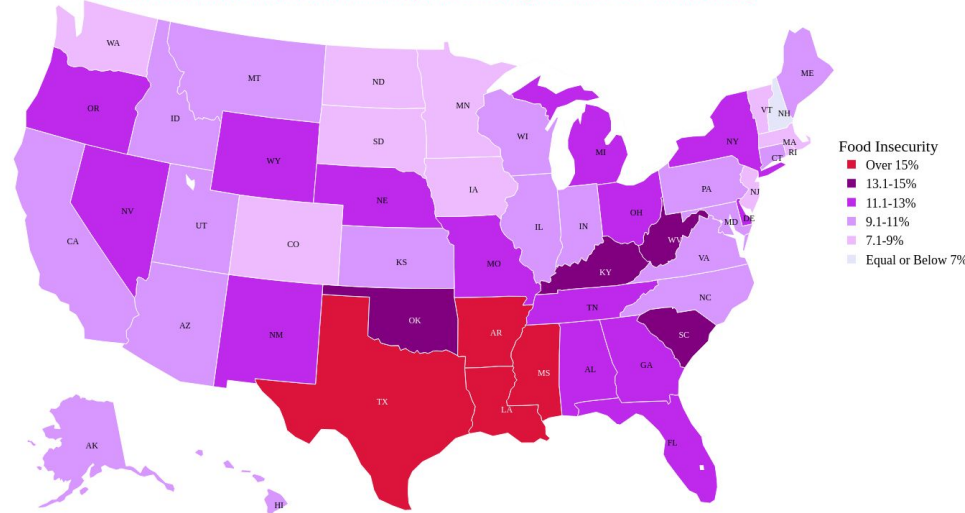 WA
MT
ND
MN
ME
OR
ID
WI
VT
NH
SD
WY
MI
NY
MA
RI
CT
IA
NE
PA
NJ
NV
UT
CO
IL
IN
OH
MD
DE
CA
KS
MO
WV
KY
VA
AZ
NM
OK
TN
NC
AR
SC
TX
MS
AL
GA
LA
FL
AK
HI
Food Insecurity
Over 15%
13.1-15%
11.1-13%
9.1-11%
7.1-9%
Equal or Below 7%